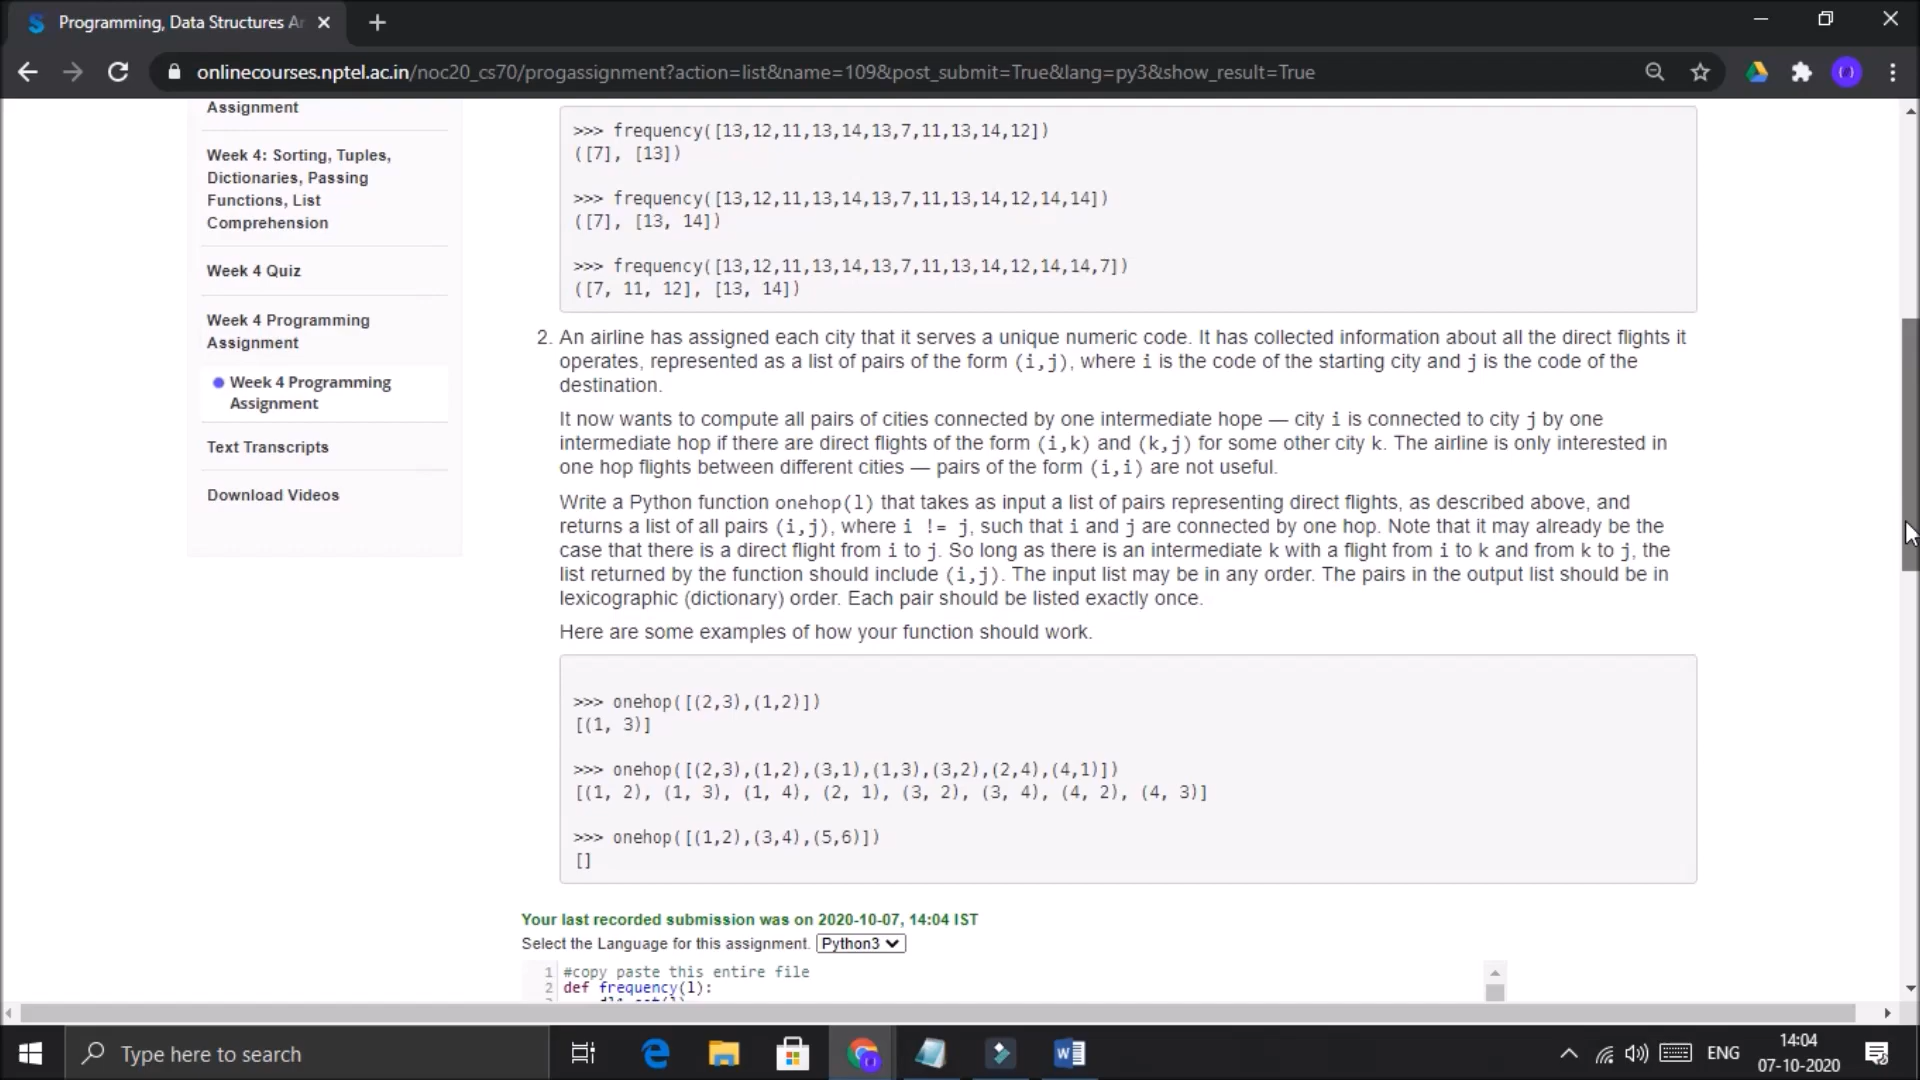 Programming, Data Structures Ar
onlinecourses.nptel.ac.in/noc20_cs70/progassignment?action=list&name=109&post_submit=True&lang=py3&show_result=True
Assignment
Week 4: Sorting, Tuples,
Dictionaries, Passing
Functions, List
Comprehension
Week 4 Quiz
Week 4 Programming
Assignment
Week 4 Programming
Assignment
Text Transcripts
Download Videos
>>> frequency([13,12,11,13,14,13,7,11,13,14,12])
([7], [13])
>>> frequency([13,12,11,13,14,13,7,11,13,14,12,14,14])
([7], [13, 14])
>>> frequency([13,12,11,13,14,13,7,11,13,14,12,14,14,7])
([7, 11, 12], [13, 14])
2. An airline has assigned each city that it serves a unique numeric code. It has collected information about all the direct flights it
operates, represented as a list of pairs of the form (i,j), where i is the code of the starting city and j is the code of the
destination.
It now wants to compute all pairs of cities connected by one intermediate hope — city i is connected to city j by one
intermediate hop if there are direct flights of the form (i,k) and (k,j) for some other city k. The airline is only interested in
one hop flights between different cities — pairs of the form (i,i) are not useful.
Write a Python function onehop(l) that takes as input a list of pairs representing direct flights, as described above, and
returns a list of all pairs (i,j), where i != j, such that i and j are connected by one hop. Note that it may already be the
case that there is a direct flight from i to j. So long as there is an intermediate k with a flight from i to k and from k to j, the
list returned by the function should include (i,j). The input list may be in any order. The pairs in the output list should be in
lexicographic (dictionary) order. Each pair should be listed exactly once.
Here are some examples of how your function should work.
>>> onehop([(2,3),(1,2)])
[(1, 3)]
>>> onehop([(2,3),(1,2),(3,1),(1,3),(3,2),(2,4),(4,1)])
[(1, 2), (1, 3), (1, 4), (2, 1), (3, 2), (3, 4), (4, 2), (4, 3)]
>>> onehop([(1,2),(3,4),(5,6)])
[]
Your last recorded submission was on 2020-10-07, 14:04 IST
Select the Language for this assignment. Python3
1 #copy paste this entire file
2 def frequency(l):
Type here to search
ENG
14:04
07-10-2020